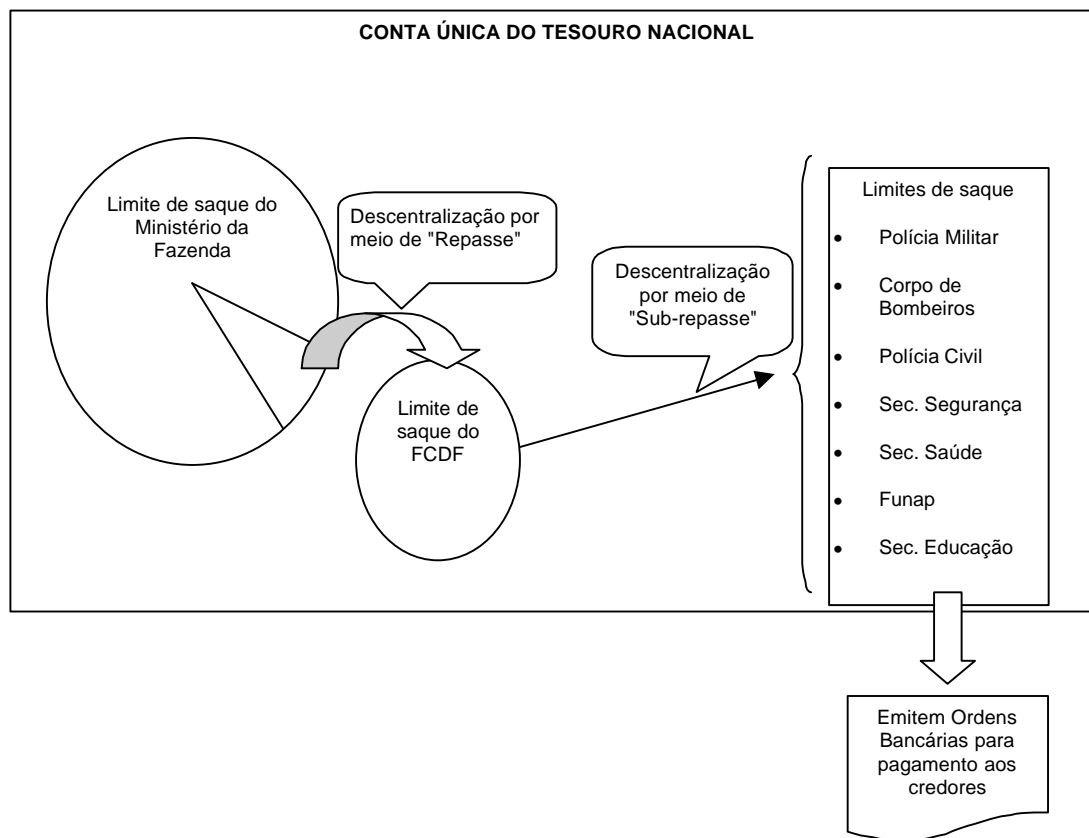 CONTA ÚNICA DO TESOURO NACIONAL
Limite de saque do
Ministério da
Fazenda
Descentralização por
meio de "Repasse"
Limite de
saque do
FCDF
Descentralização
por meio de
"Sub-repasse"
Limites de saque
• Polícia Militar
• Corpo de
Bombeiros
• Polícia Civil
• Sec. Segurança
• Sec. Saúde
• Funap
• Sec. Educação
Emitem Ordens
Bancárias para
pagamento aos
credores